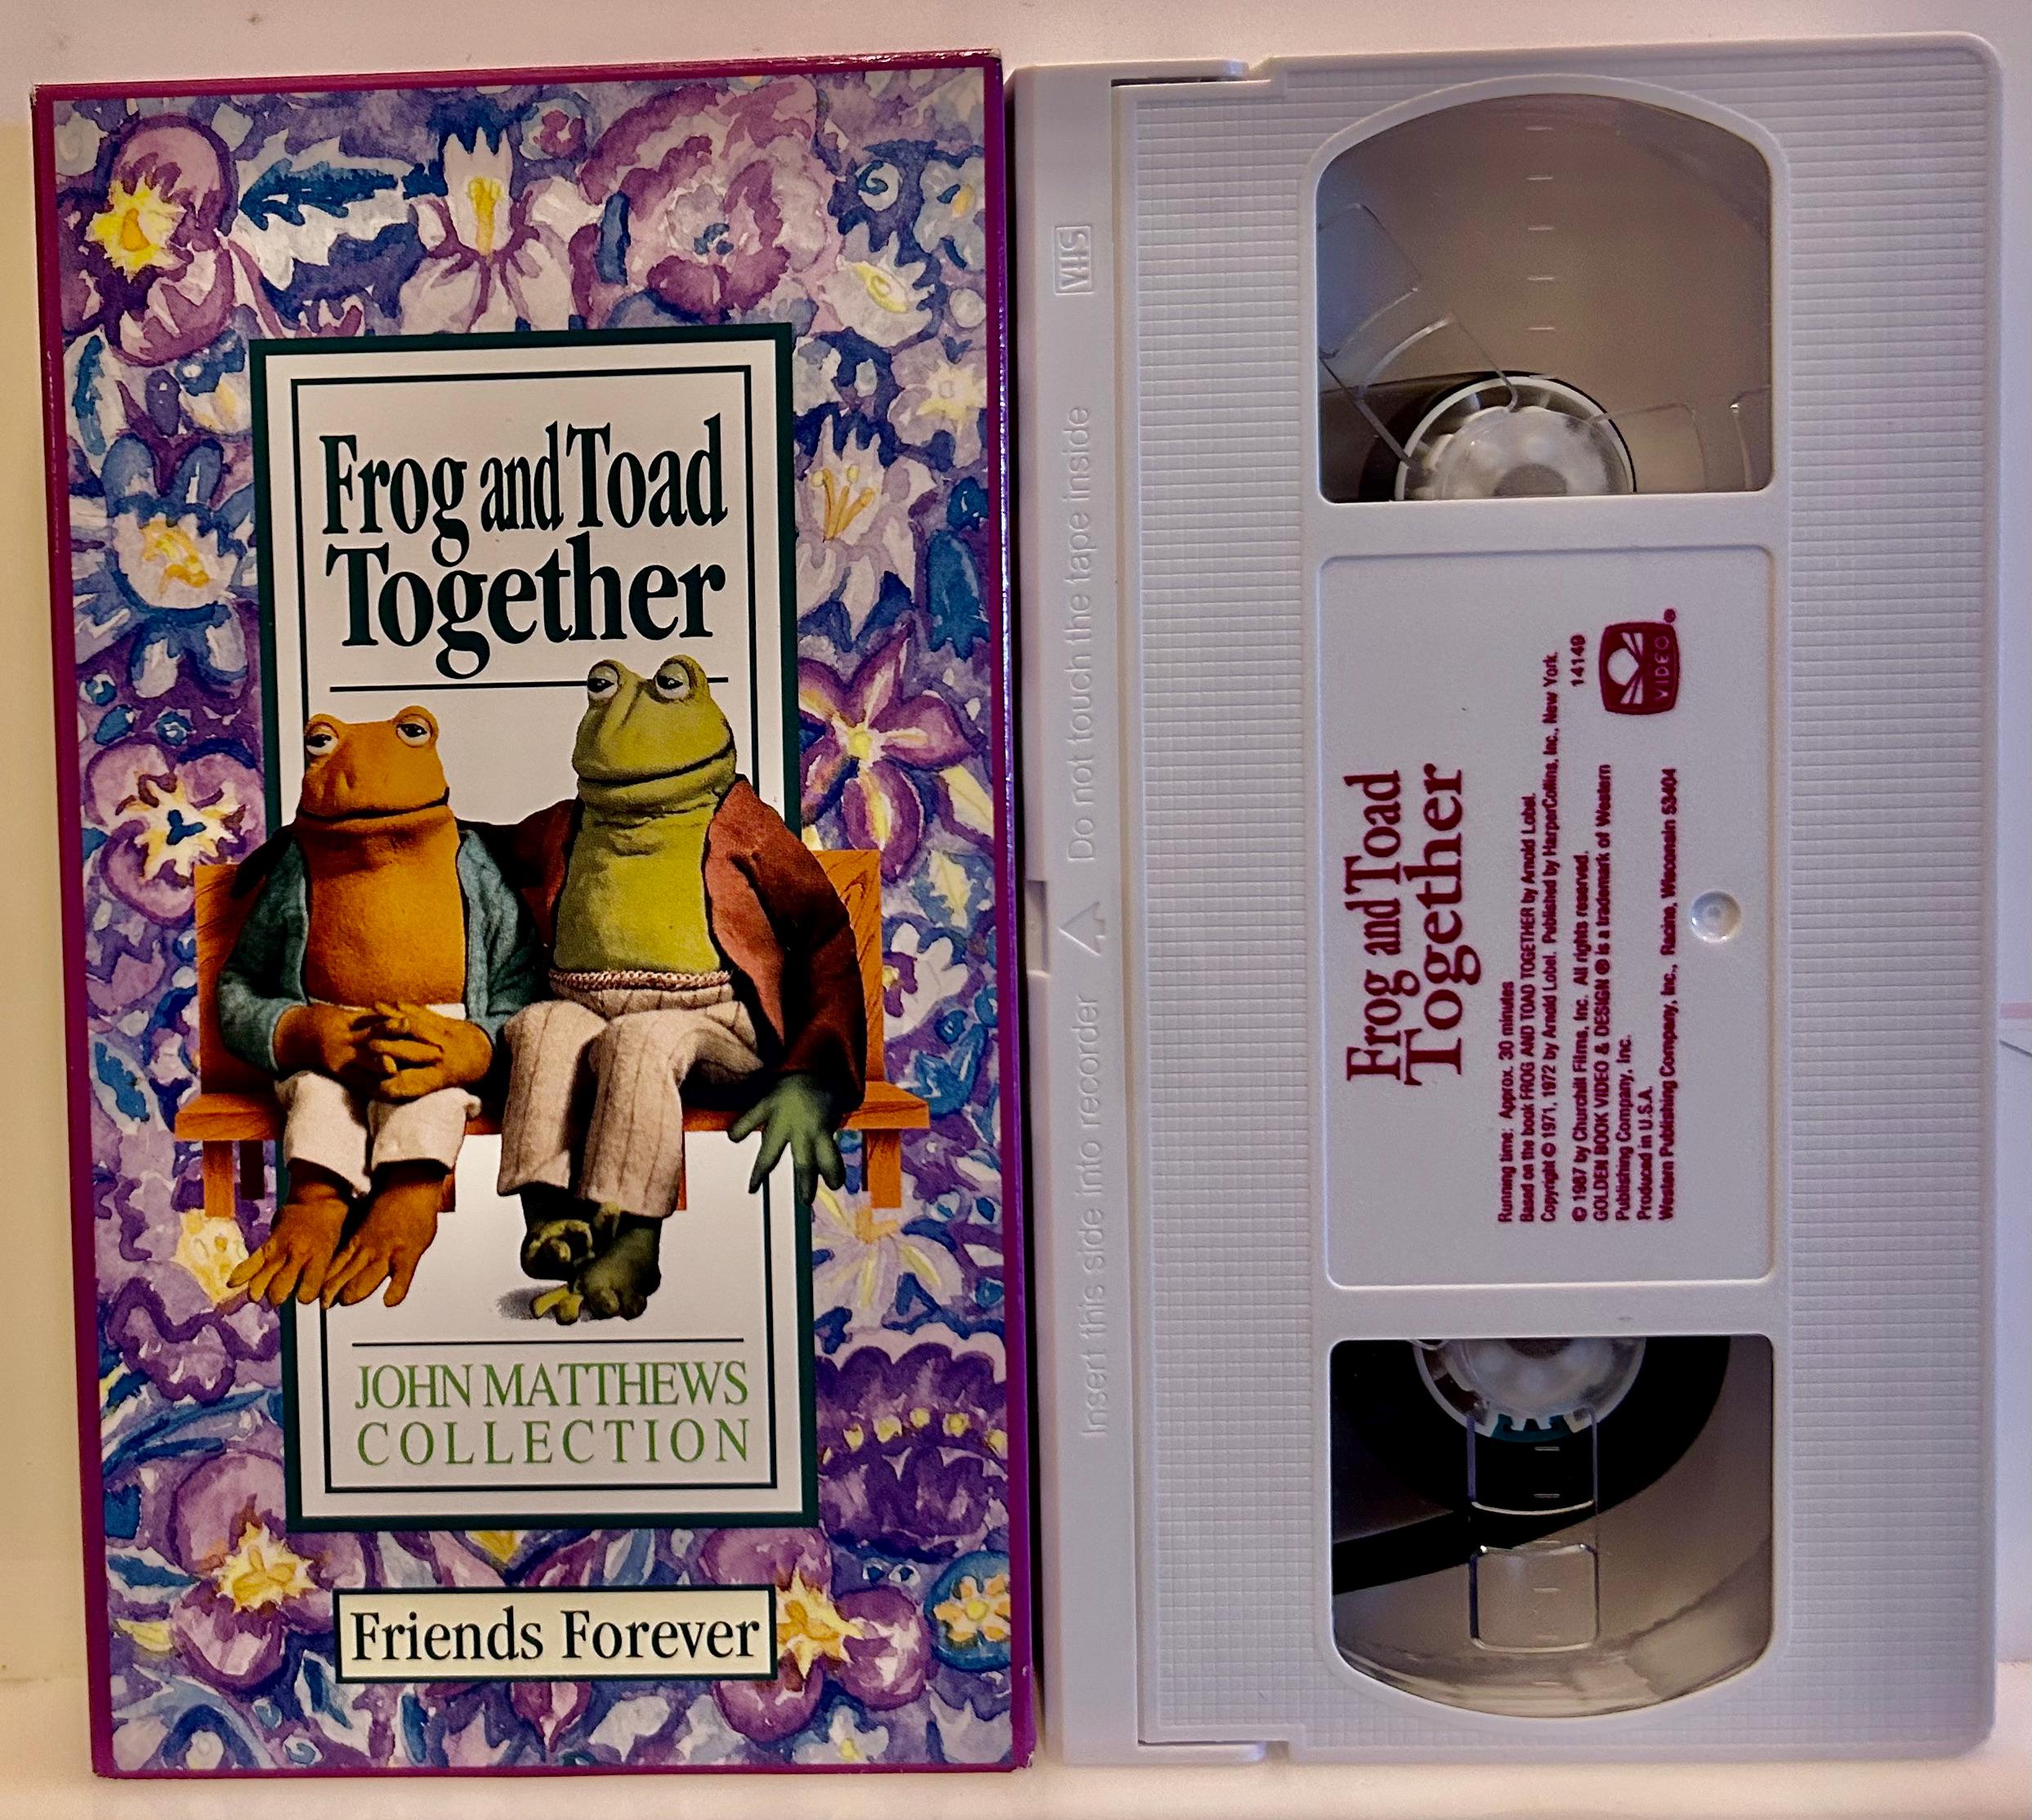 Frog and Toad
Together
JOHN MATTHEWS
COLLECTION
Friends Forever
VHS
Do not touch the tape inside
Insert this side into recorder
Frog and Toad
Together
Running time: Approx. 30 minutes
Based on the book FROG AND TOAD TOGETHER by Arnold Lobel.
Copyright © 1971, 1972 by Arnold Lobel. Published by HarperCollins, Inc., New York.
© 1987 by Churchill Films, Inc. All rights reserved.
GOLDEN BOOK VIDEO & DESIGN ® is a trademark of Western
Publishing Company, Inc.
Produced in U.S.A.
Western Publishing Company, Inc., Racine, Wisconsin 53404
14149
VIDEO ®